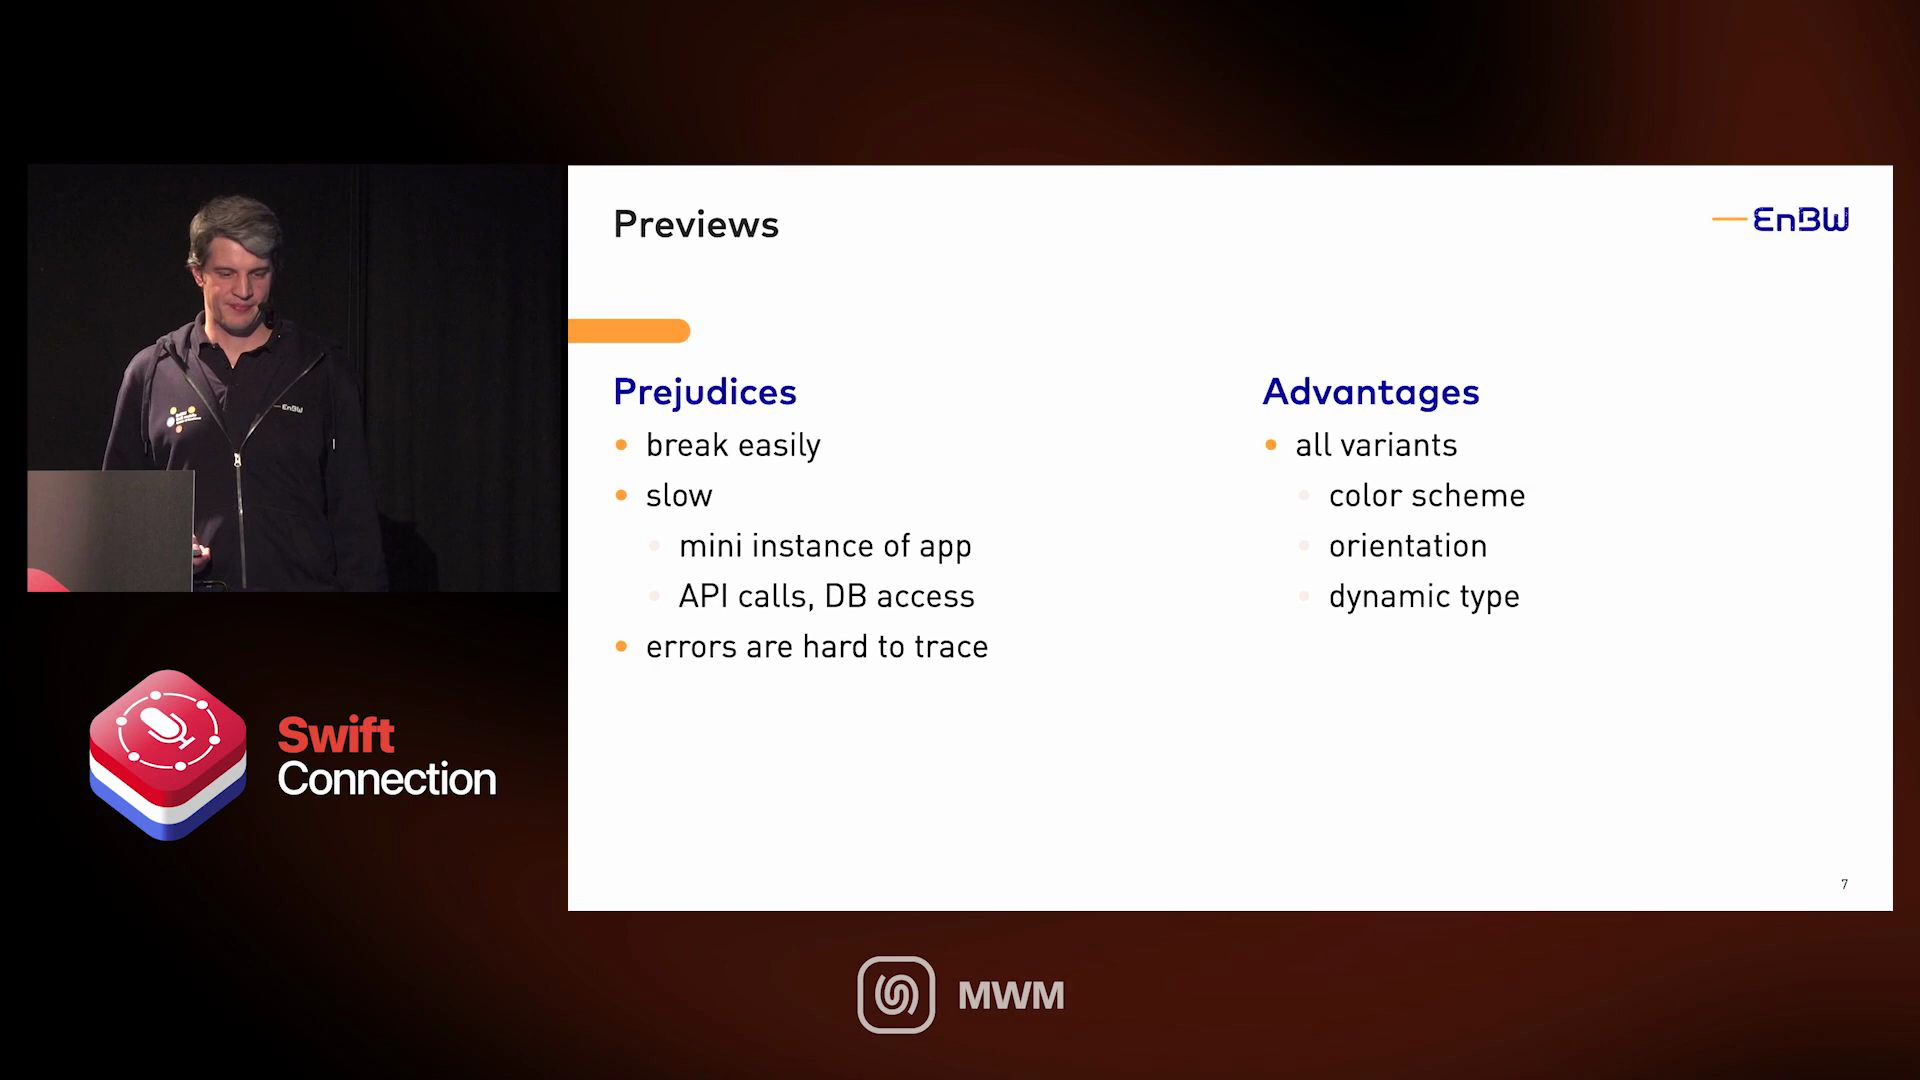 Previews
EnBW
Prejudices
break easily
slow
mini instance of app
API calls, DB access
errors are hard to trace
Advantages
all variants
color scheme
orientation
dynamic type
7
EnBW
Swift
Connection
MWM